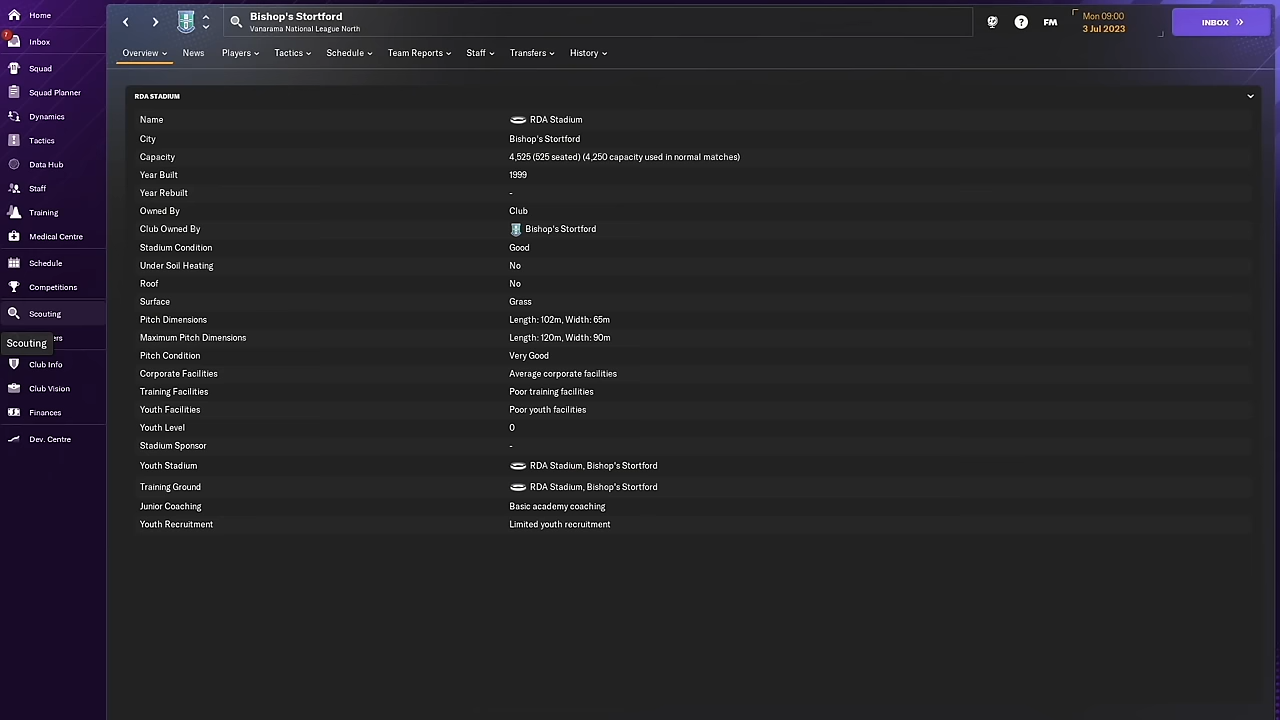 Home
7
Inbox
Squad
Squad Planner
Dynamics
Tactics
Data Hub
Staff
Training
Medical Centre
Schedule
Competitions
Scouting
Scouting
ers
Club Info
Club Vision
Finances
Dev. Centre
Bishop's Stortford
Vanarama National League North
? FM
Mon 09:00
3 Jul 2023
INBOX
Overview News Players Tactics Schedule Team Reports Staff Transfers History
RDA STADIUM
Name RDA Stadium
City Bishop's Stortford
Capacity 4,525 (525 seated) (4,250 capacity used in normal matches)
Year Built 1999
Year Rebuilt -
Owned By Club
Club Owned By Bishop's Stortford
Stadium Condition Good
Under Soil Heating No
Roof No
Surface Grass
Pitch Dimensions Length: 102m, Width: 65m
Maximum Pitch Dimensions Length: 120m, Width: 90m
Pitch Condition Very Good
Corporate Facilities Average corporate facilities
Training Facilities Poor training facilities
Youth Facilities Poor youth facilities
Youth Level 0
Stadium Sponsor -
Youth Stadium RDA Stadium, Bishop's Stortford
Training Ground RDA Stadium, Bishop's Stortford
Junior Coaching Basic academy coaching
Youth Recruitment Limited youth recruitment